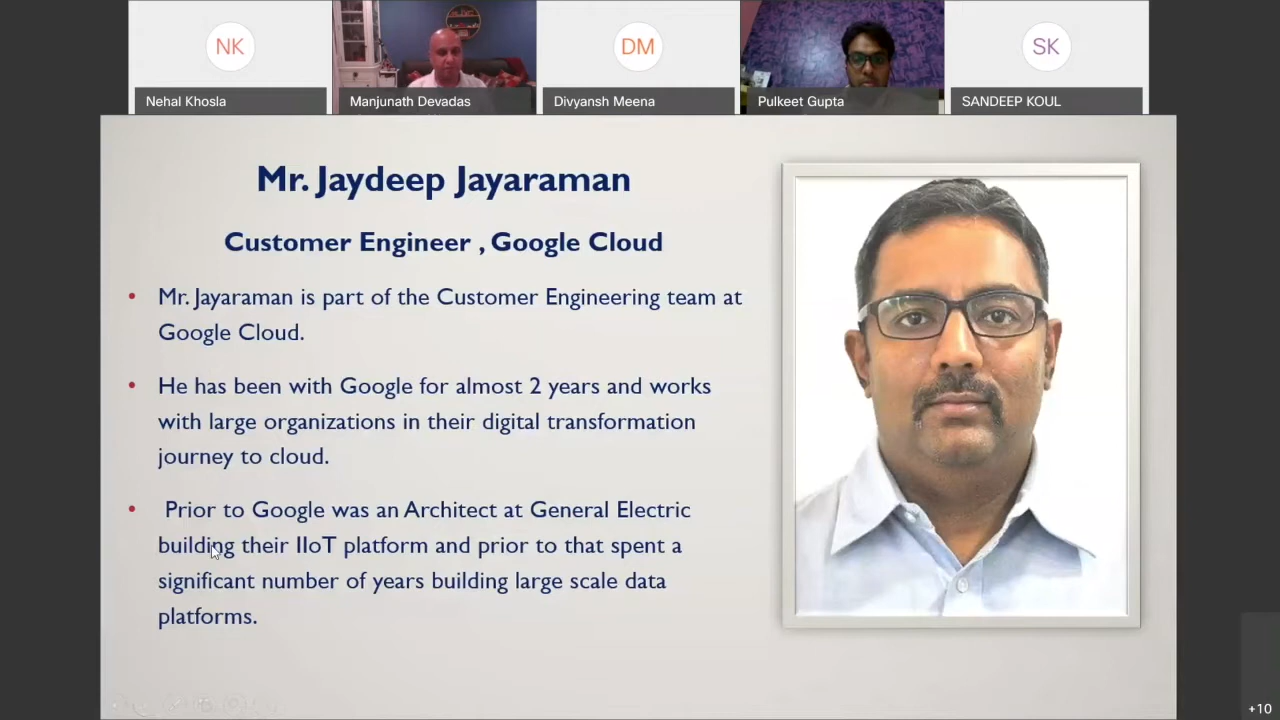 NK
DM
SK
Nehal Khosla
Manjunath Devadas
Divyansh Meena
Pulkeet Gupta
SANDEEP KOUL
Mr. Jaydeep Jayaraman
Customer Engineer , Google Cloud
• Mr. Jayaraman is part of the Customer Engineering team at
Google Cloud.
• He has been with Google for almost 2 years and works
with large organizations in their digital transformation
journey to cloud.
• Prior to Google was an Architect at General Electric
building their IIoT platform and prior to that spent a
significant number of years building large scale data
platforms.
+10